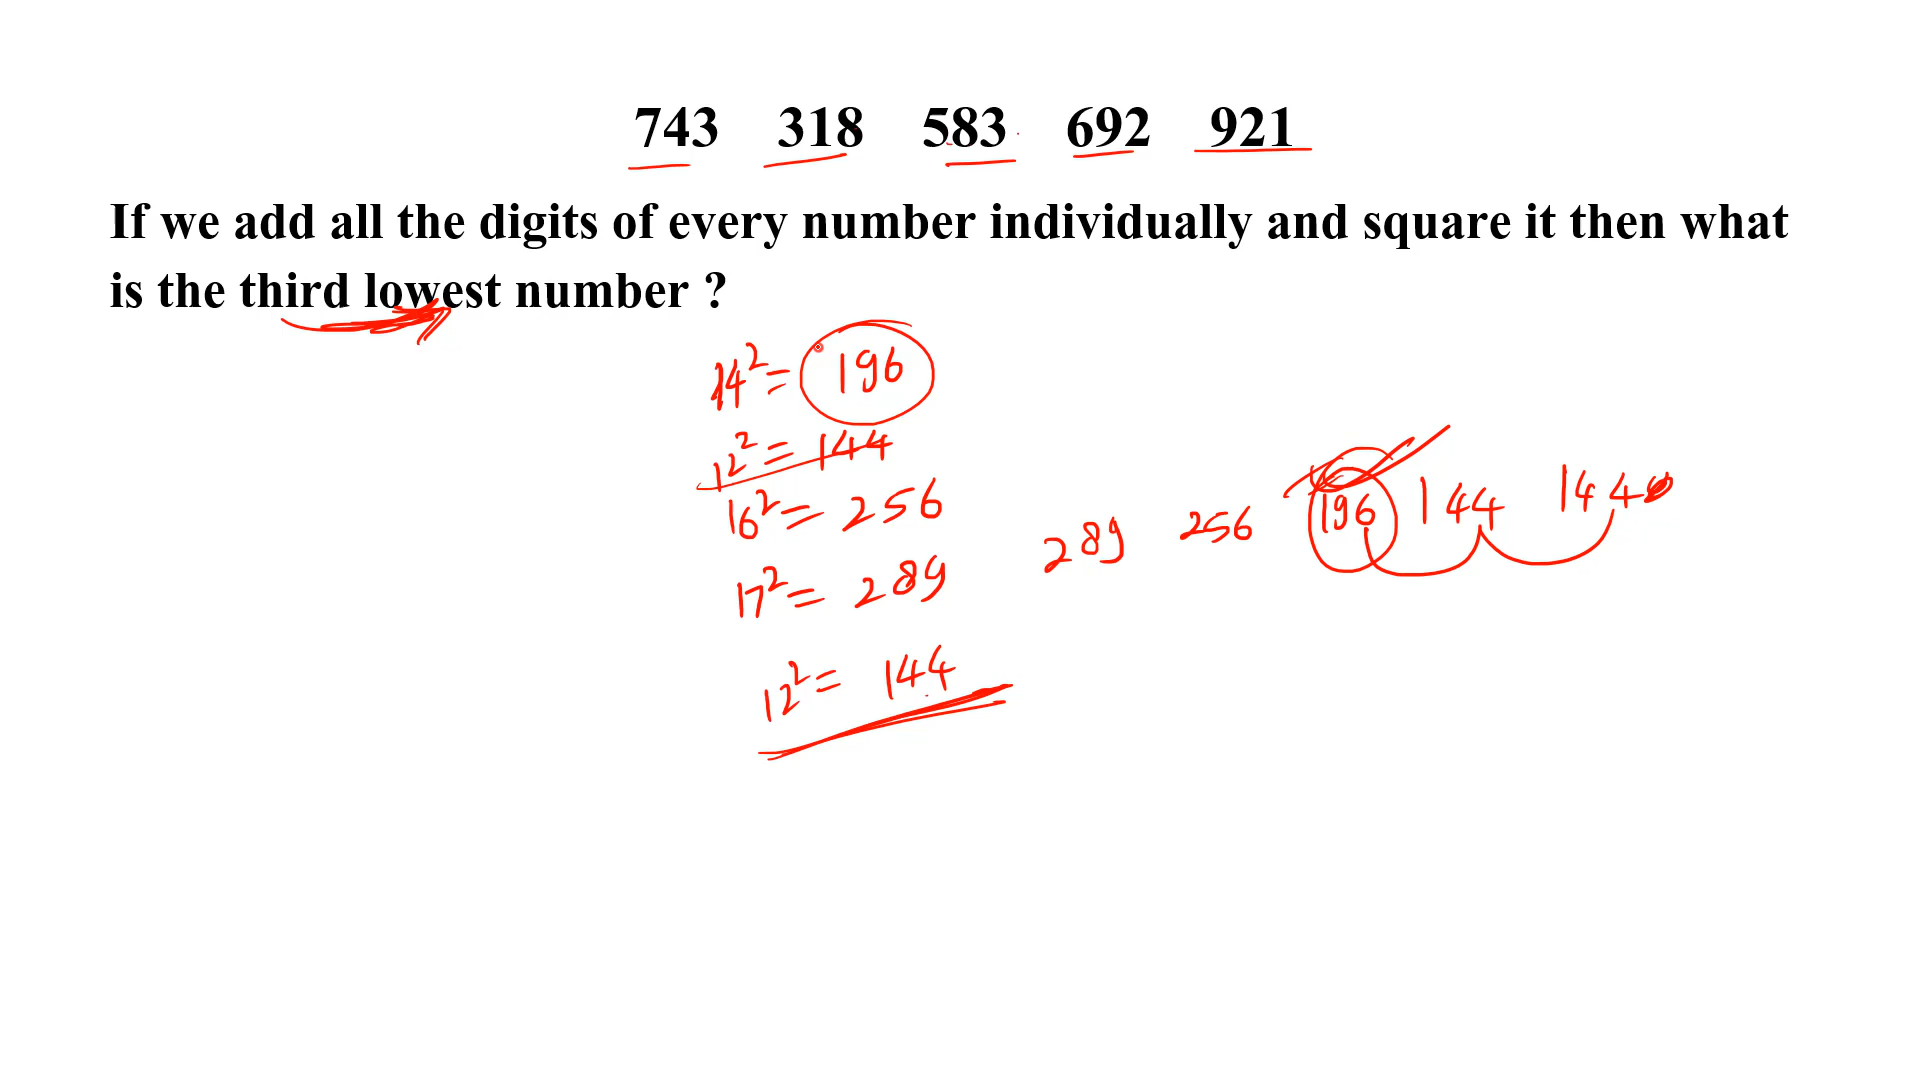 743 318 583 692 921
If we add all the digits of every number individually and square it then what
is the third lowest number ?
14² = 196
12² = 144
16² = 256
17² = 289
12² = 144
289 256 196 144 144